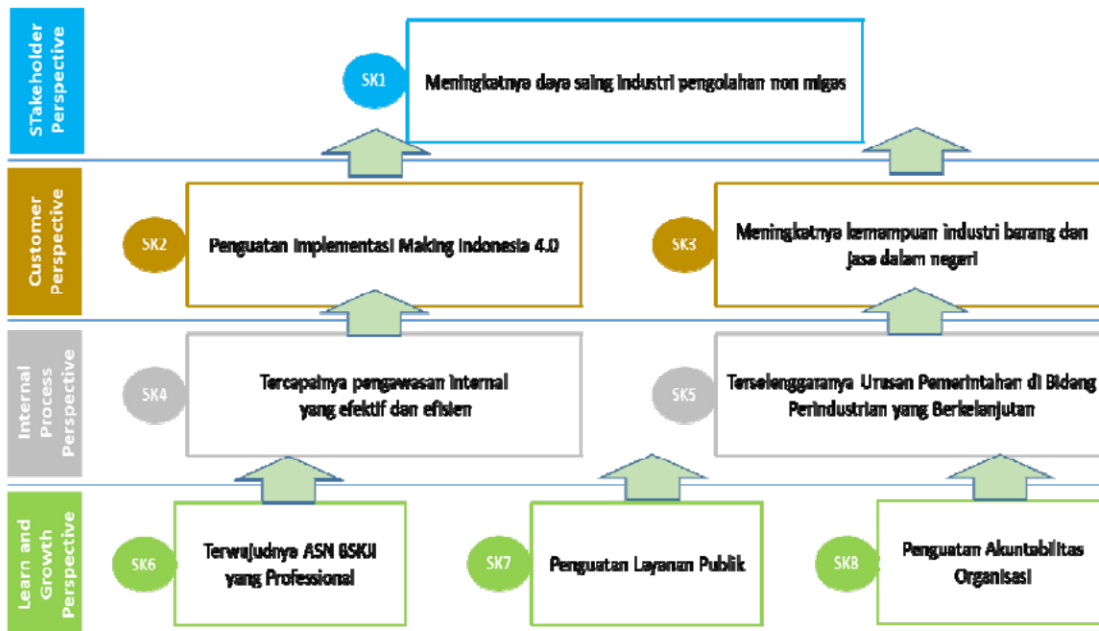 STakeholder
Perspective
SK1
Meningkatnya daya saing industri pengolahan non migas
Customer
Perspective
SK2
Penguatan Implementasi Making Indonesia 4.0
SK3
Meningkatnya kemampuan industri barang dan
jasa dalam negeri
Internal
Process
Perspective
SK4
Tercapainya pengawasan internal
yang efektif dan efisien
SK5
Terselenggaranya Urusan Pemerintahan di Bidang
Perindustrian yang Berkelanjutan
Learn and
Growth
Perspective
SK6
Terwujudnya ASN BSKJI
yang Professional
SK7
Penguatan Layanan Publik
SK8
Penguatan Akuntabilitas
Organisasi